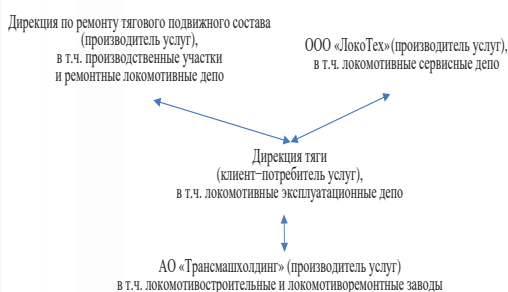 Дирекция по ремонту тягового подвижного состава
(производитель услуг),
в т.ч. производственные участки
и ремонтные локомотивные депо
ООО «ЛокоТех»(производитель услуг),
в т.ч. локомотивные сервисные депо
Дирекция тяги
(клиент–потребитель услуг),
в т.ч. локомотивные эксплуатационные депо
АО «Трансмашхолдинг» (производитель услуг)
в т.ч. локомотивостроительные и локомотиворемонтные заводы